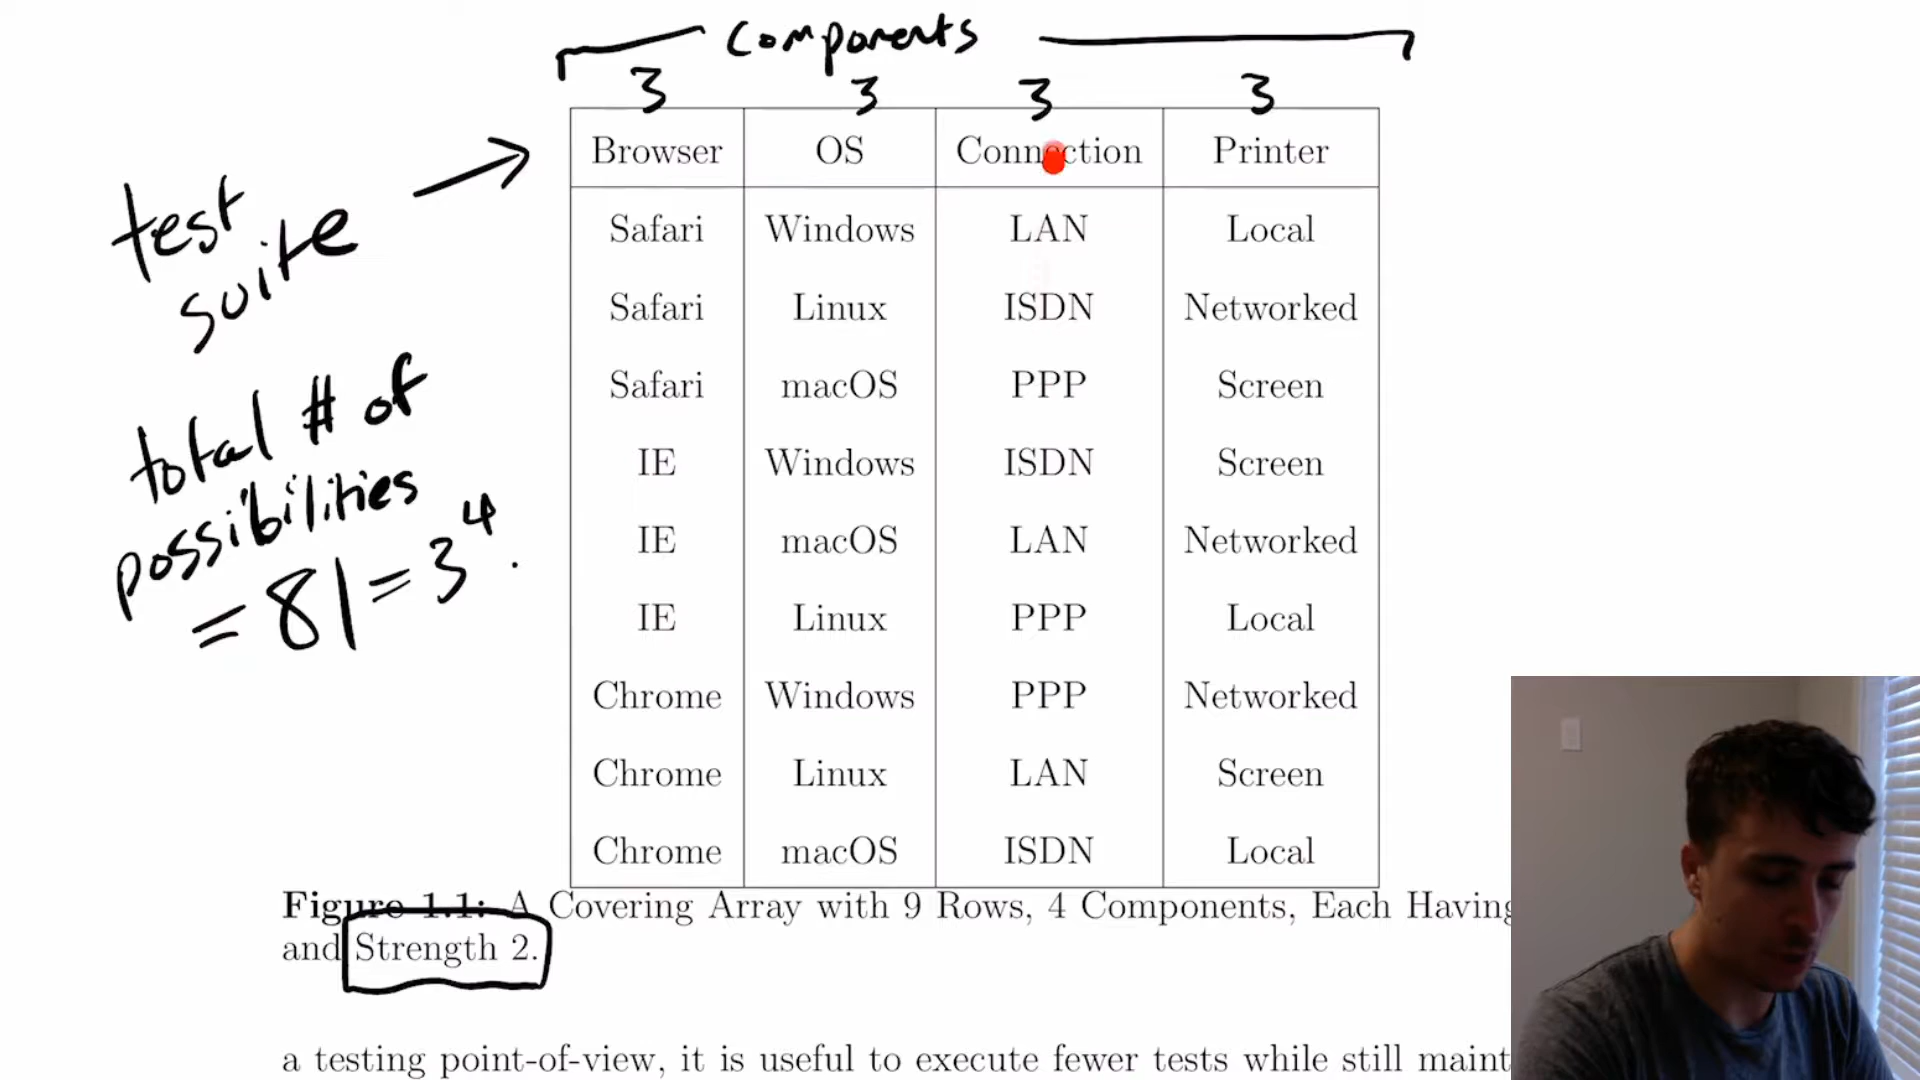 Components
3 3 3 3
Browser OS Connection Printer
Safari Windows LAN Local
Safari Linux ISDN Networked
Safari macOS PPP Screen
IE Windows ISDN Screen
IE macOS LAN Networked
IE Linux PPP Local
Chrome Windows PPP Networked
Chrome Linux LAN Screen
Chrome macOS ISDN Local
test
suite
total # of
possibilities
= 81 = 3^4.
Figure 1.1: A Covering Array with 9 Rows, 4 Components, Each Having
and Strength 2.
a testing point-of-view, it is useful to execute fewer tests while still maint